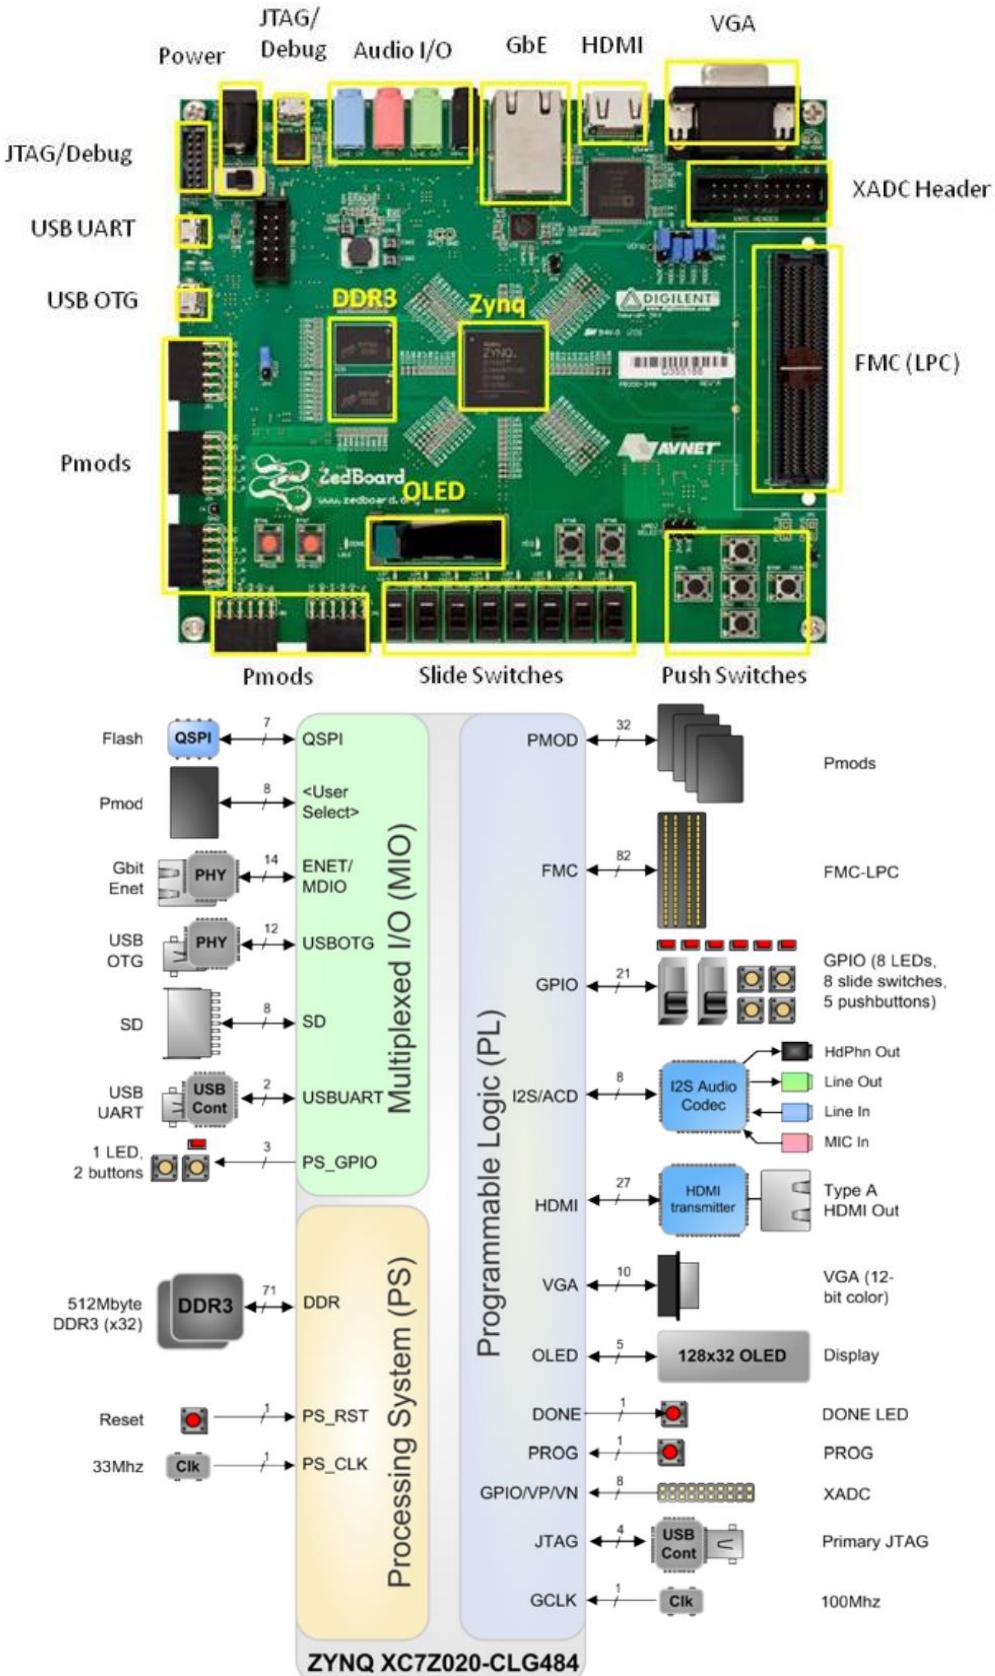 JTAG/
Debug
VGA
Power
Audio I/O
GbE
HDMI
JTAG/Debug
XADC Header
USB UART
USB OTG
DDR3
Zynq
DIGILENT
ZYNQ
FMC (LPC)
AVNET
Pmods
ZedBoard
OLED
Pmods
Slide Switches
Push Switches
Flash
QSPI
7
QSPI
Pmod
8
<User
Select>
Gbit
Enet
PHY
14
ENET/
MDIO
USB
OTG
PHY
12
USBOTG
SD
8
SD
USB
UART
USB
Cont
2
USBUART
1 LED,
2 buttons
3
PS_GPIO
Multiplexed I/O (MIO)
512Mbyte
DDR3 (x32)
DDR3
71
DDR
Reset
1
PS_RST
33Mhz
Clk
1
PS_CLK
Processing System (PS)
Programmable Logic (PL)
PMOD
32
Pmods
FMC
82
FMC-LPC
GPIO
21
GPIO (8 LEDs,
8 slide switches,
5 pushbuttons)
I2S/ACD
8
I2S Audio
Codec
HdPhn Out
Line Out
Line In
MIC In
HDMI
27
HDMI
transmitter
Type A
HDMI Out
VGA
10
VGA (12-
bit color)
OLED
5
128x32 OLED
Display
DONE
1
DONE LED
PROG
1
PROG
GPIO/VP/VN
8
XADC
JTAG
4
USB
Cont
Primary JTAG
GCLK
1
Clk
100Mhz
ZYNQ XC7Z020-CLG484